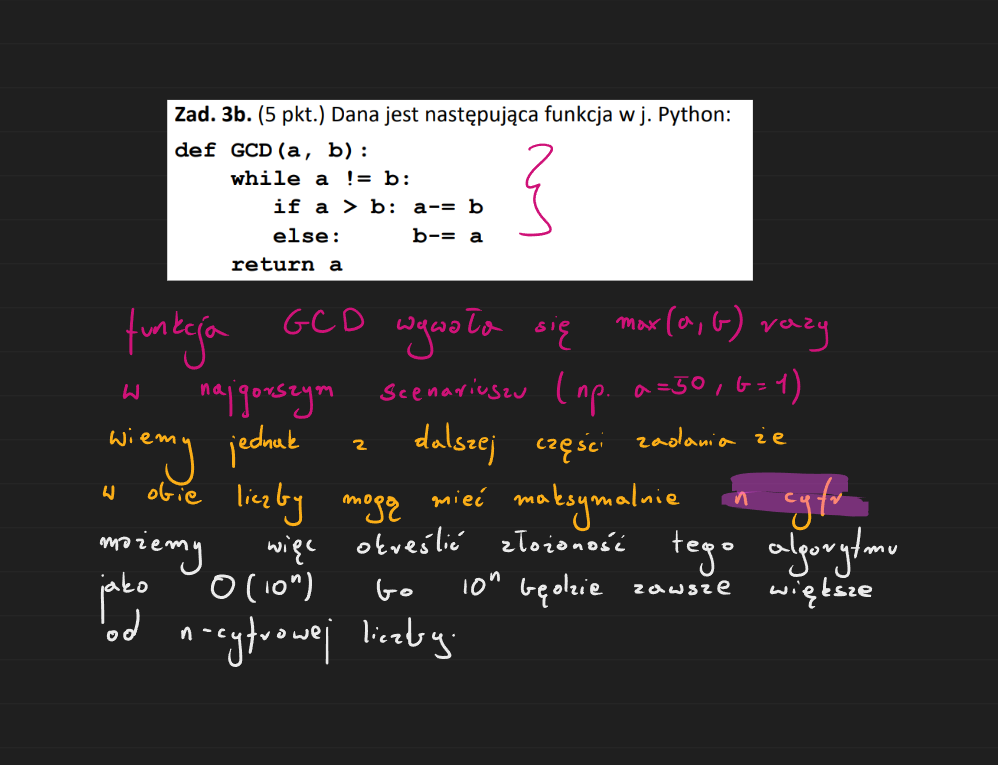 Zad. 3b. (5 pkt.) Dana jest następująca funkcja w j. Python:
def GCD(a, b):
while a != b:
if a > b: a-= b
else: b-= a
return a
funkcja GCD wywoła się max(a,b) razy
w najgorszym scenariuszu (np. a=50, b=1)
wiemy jednak z dalszej części zadania że
w obie liczby mogą mieć maksymalnie n cyfr
możemy więc określić złożoność tego algorytmu
jako O(10ⁿ) bo 10ⁿ będzie zawsze większe
od n-cyfrowej liczby.